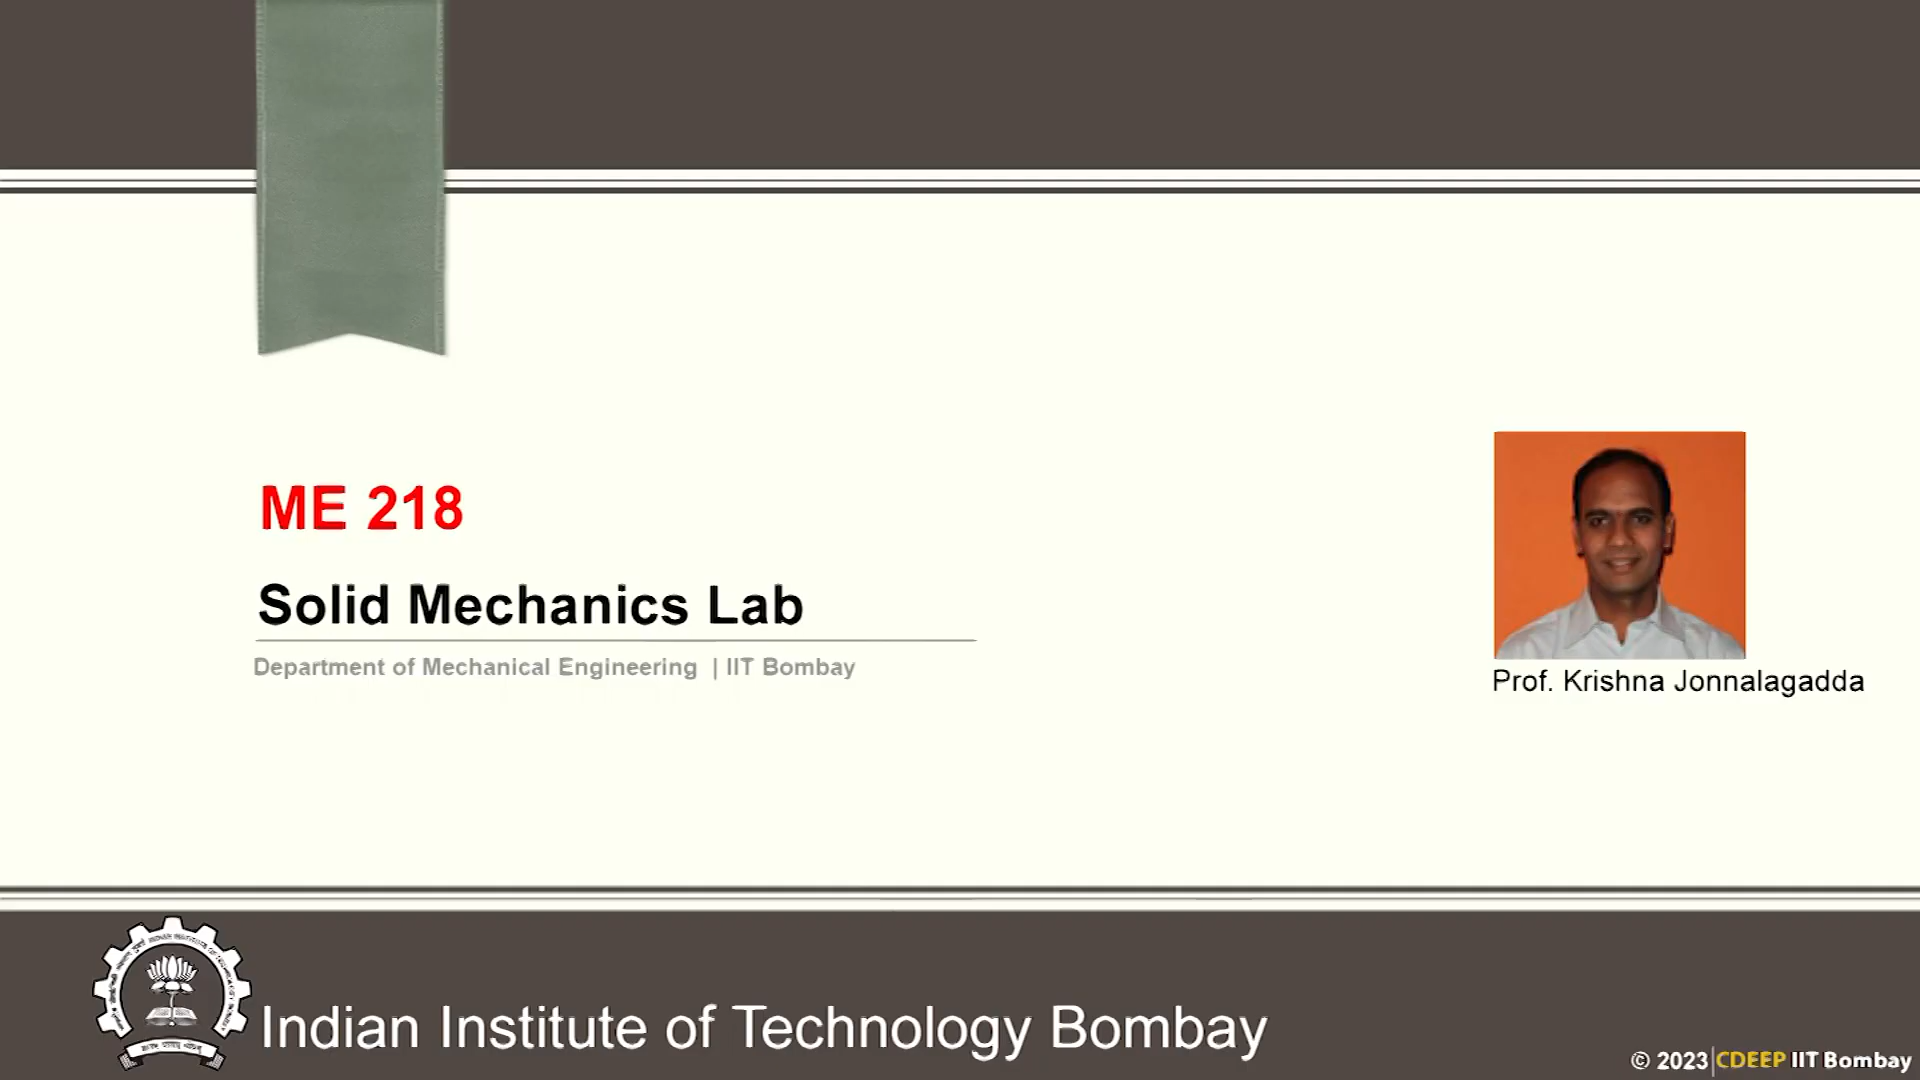 ME 218
Solid Mechanics Lab
Department of Mechanical Engineering | IIT Bombay
Prof. Krishna Jonnalagadda
Indian Institute of Technology Bombay
© 2023|CDEEP IIT Bombay